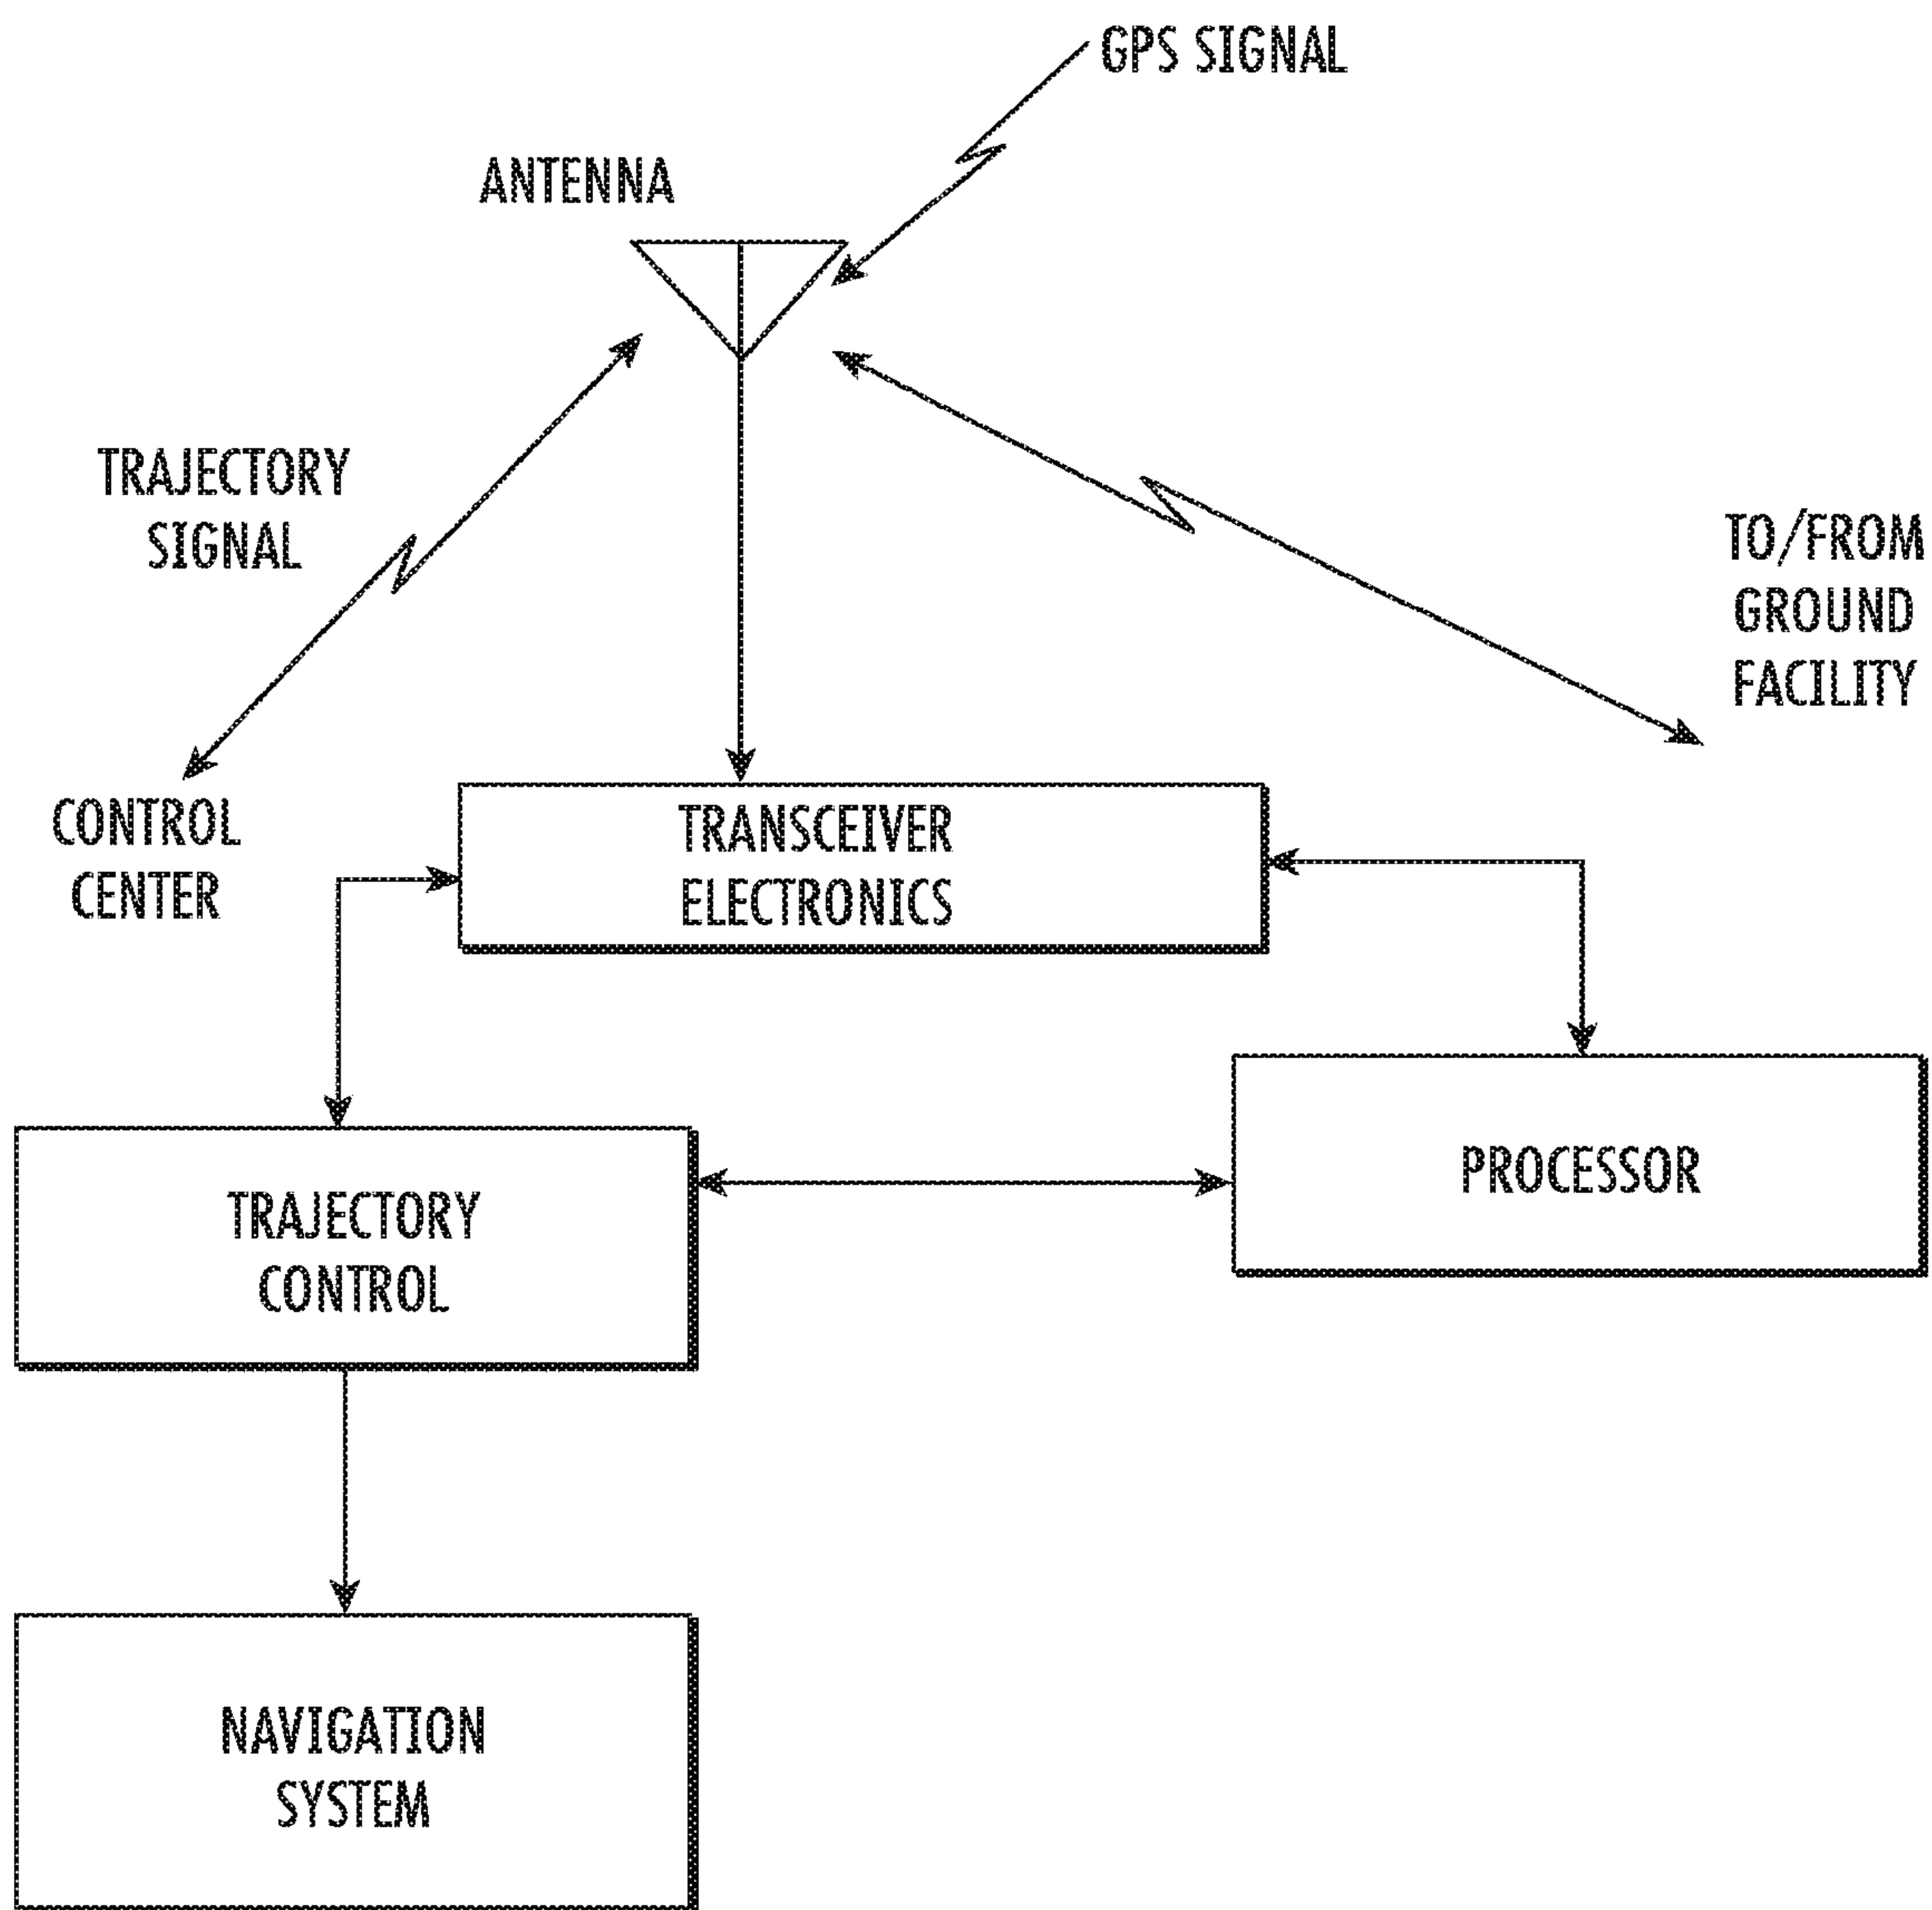 GPS SIGNAL
ANTENNA
TRAJECTORY
SIGNAL
TO/FROM
GROUND
FACILITY
CONTROL
CENTER
TRANSCEIVER
ELECTRONICS
PROCESSOR
TRAJECTORY
CONTROL
NAVIGATION
SYSTEM